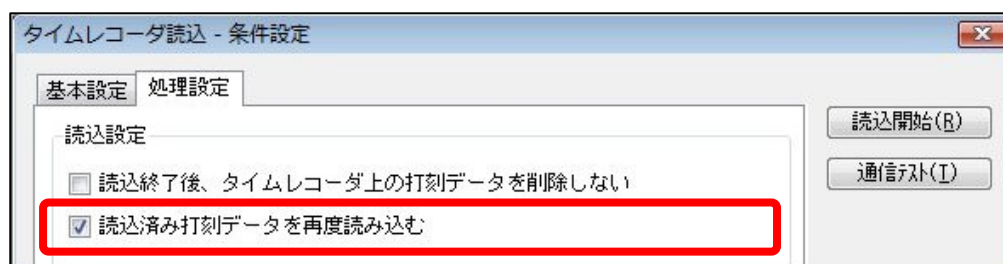 タイムレコーダ読込 - 条件設定
基本設定 処理設定
読込設定
読込開始(R)
通信テスト(T)
読込終了後、タイムレコーダ上の打刻データを削除しない
読込済み打刻データを再度読み込む